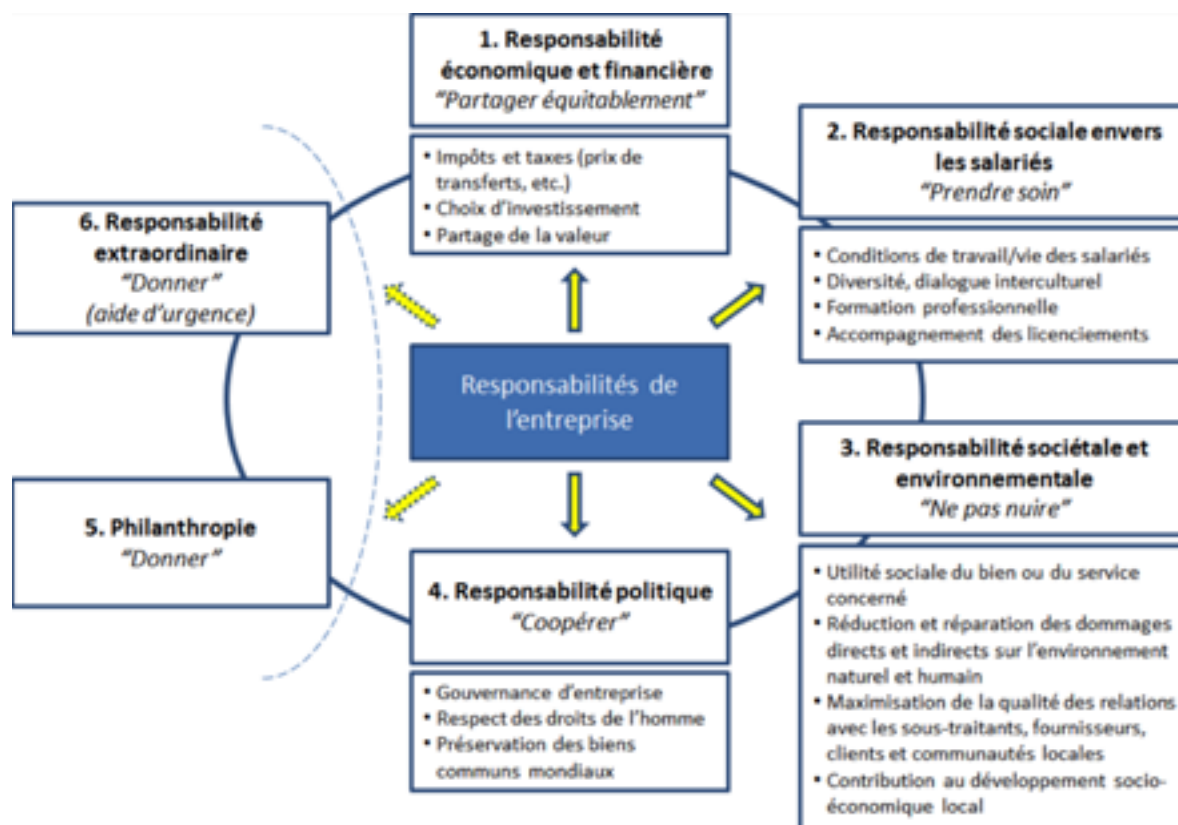 1. Responsabilité
économique et financière
"Partager équitablement"
• Impôts et taxes (prix de
transferts, etc.)
• Choix d'investissement
• Partage de la valeur
2. Responsabilité sociale envers
les salariés
"Prendre soin"
• Conditions de travail/vie des salariés
• Diversité, dialogue interculturel
• Formation professionnelle
• Accompagnement des licenciements
3. Responsabilité sociétale et
environnementale
"Ne pas nuire"
• Utilité sociale du bien ou du service
concerné
• Réduction et réparation des dommages
directs et indirects sur l'environnement
naturel et humain
• Maximisation de la qualité des relations
avec les sous-traitants, fournisseurs,
clients et communautés locales
• Contribution au développement socio-
économique local
4. Responsabilité politique
"Coopérer"
• Gouvernance d'entreprise
• Respect des droits de l'homme
• Préservation des biens
communs mondiaux
5. Philanthropie
"Donner"
6. Responsabilité
extraordinaire
"Donner"
(aide d'urgence)
Responsabilités de
l'entreprise